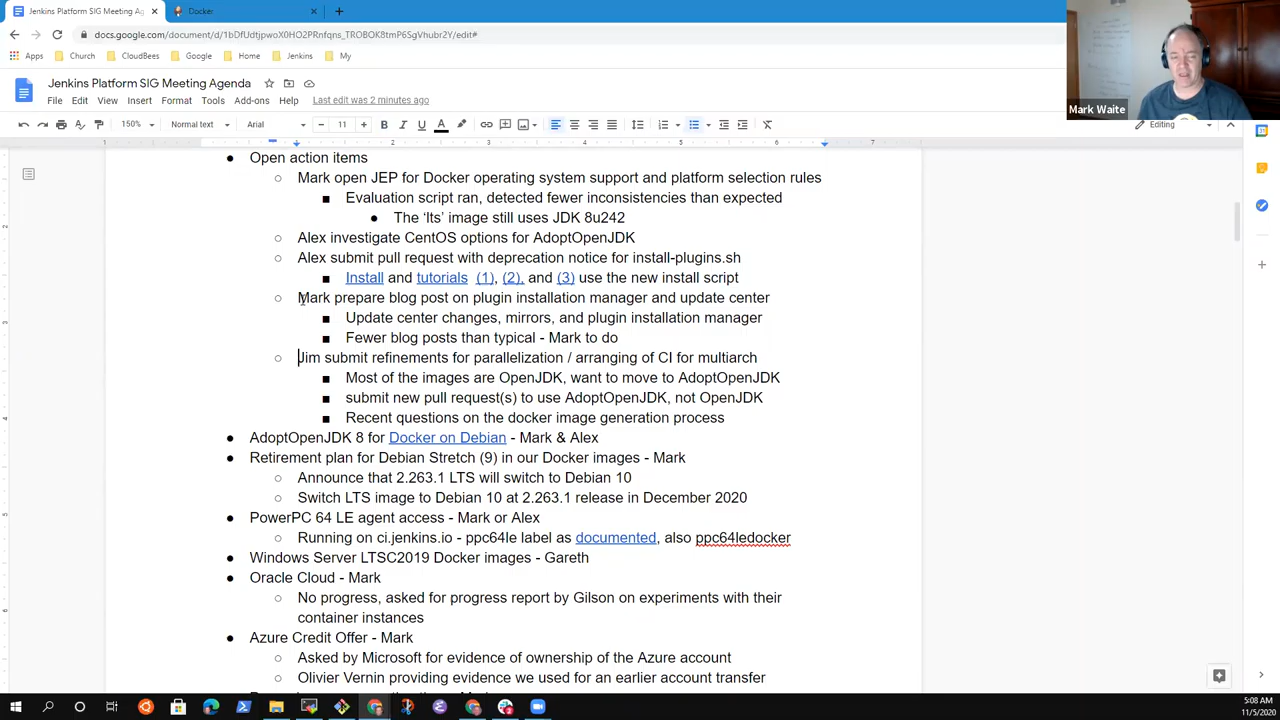 Jenkins Platform SIG Meeting Ag
Docker
docs.google.com/document/d/1bDfUdtjpwoX0HO2PRnfqns_TROBOK8tmP6SgVhubr2Y/edit#
Apps Church CloudBees Google Home Jenkins My
Jenkins Platform SIG Meeting Agenda
File Edit View Insert Format Tools Add-ons Help Last edit was 2 minutes ago
150% Normal text Arial 11 Editing
Mark Waite
1 2 3 4 5 6 7
Open action items
Mark open JEP for Docker operating system support and platform selection rules
Evaluation script ran, detected fewer inconsistencies than expected
The ‘lts’ image still uses JDK 8u242
Alex investigate CentOS options for AdoptOpenJDK
Alex submit pull request with deprecation notice for install-plugins.sh
Install and tutorials (1), (2), and (3) use the new install script
Mark prepare blog post on plugin installation manager and update center
Update center changes, mirrors, and plugin installation manager
Fewer blog posts than typical - Mark to do
Jim submit refinements for parallelization / arranging of CI for multiarch
Most of the images are OpenJDK, want to move to AdoptOpenJDK
submit new pull request(s) to use AdoptOpenJDK, not OpenJDK
Recent questions on the docker image generation process
AdoptOpenJDK 8 for Docker on Debian - Mark & Alex
Retirement plan for Debian Stretch (9) in our Docker images - Mark
Announce that 2.263.1 LTS will switch to Debian 10
Switch LTS image to Debian 10 at 2.263.1 release in December 2020
PowerPC 64 LE agent access - Mark or Alex
Running on ci.jenkins.io - ppc64le label as documented, also ppc64ledocker
Windows Server LTSC2019 Docker images - Gareth
Oracle Cloud - Mark
No progress, asked for progress report by Gilson on experiments with their
container instances
Azure Credit Offer - Mark
Asked by Microsoft for evidence of ownership of the Azure account
Olivier Vernin providing evidence we used for an earlier account transfer
5:08 AM
11/5/2020